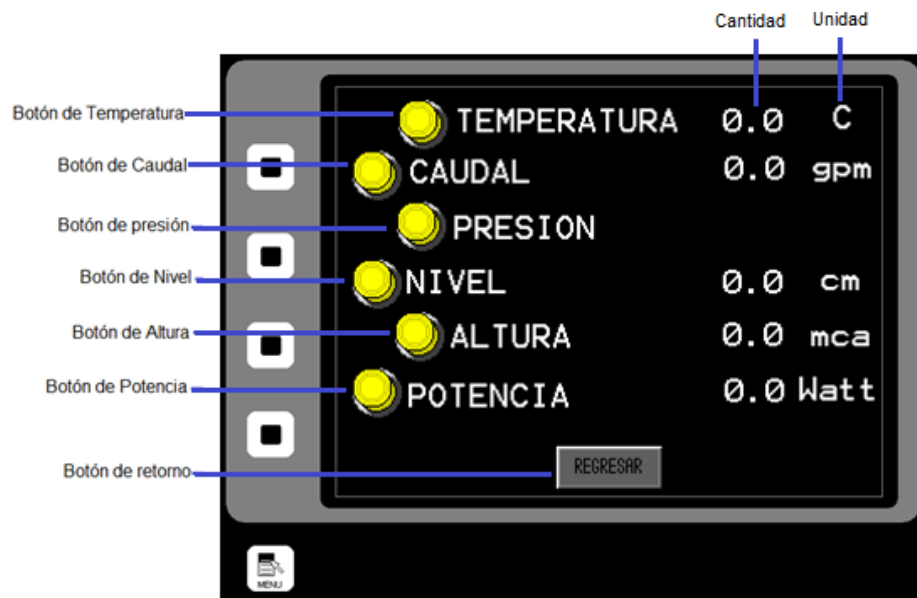 Cantidad Unidad
Botón de Temperatura TEMPERATURA 0.0 C
Botón de Caudal CAUDAL 0.0 gpm
Botón de presión PRESION
Botón de Nivel NIVEL 0.0 cm
Botón de Altura ALTURA 0.0 mca
Botón de Potencia POTENCIA 0.0 Watt
Botón de retorno REGRESAR
MENU